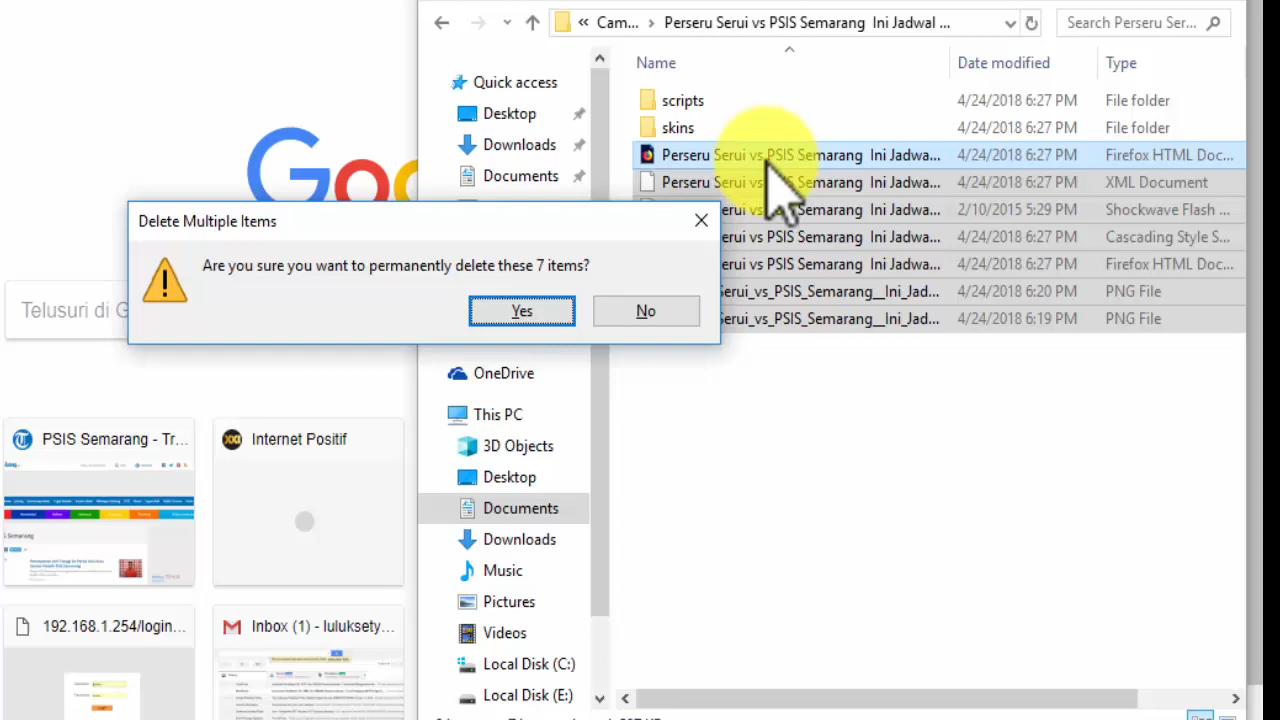 Cam... Perseru Serui vs PSIS Semarang Ini Jadwal ...
Search Perseru Ser...
Name Date modified Type
Quick access
Desktop
Downloads
Documents
scripts 4/24/2018 6:27 PM File folder
skins 4/24/2018 6:27 PM File folder
Perseru Serui vs PSIS Semarang Ini Jadwa... 4/24/2018 6:27 PM Firefox HTML Doc...
Perseru Serui vs PSIS Semarang Ini Jadwa... 4/24/2018 6:27 PM XML Document
erui vs PSIS Semarang Ini Jadwa... 2/10/2015 5:29 PM Shockwave Flash ...
erui vs PSIS Semarang Ini Jadwa... 4/24/2018 6:27 PM Cascading Style S...
erui vs PSIS Semarang Ini Jadwa... 4/24/2018 6:27 PM Firefox HTML Doc...
Serui_vs_PSIS_Semarang__Ini_Jad... 4/24/2018 6:20 PM PNG File
Serui_vs_PSIS_Semarang__Ini_Jad... 4/24/2018 6:19 PM PNG File
Goo
Delete Multiple Items
Are you sure you want to permanently delete these 7 items?
Yes No
Telusuri di G
OneDrive
This PC
3D Objects
Desktop
Documents
Downloads
Music
Pictures
Videos
Local Disk (C:)
Local Disk (E:)
PSIS Semarang - Tr...
Internet Positif
192.168.1.254/login...
Inbox (1) - luluksety...